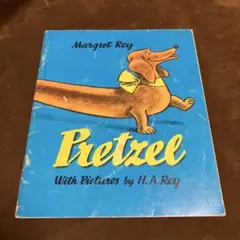 Margret Rey
Pretzel
With Pictures by H.A. Rey